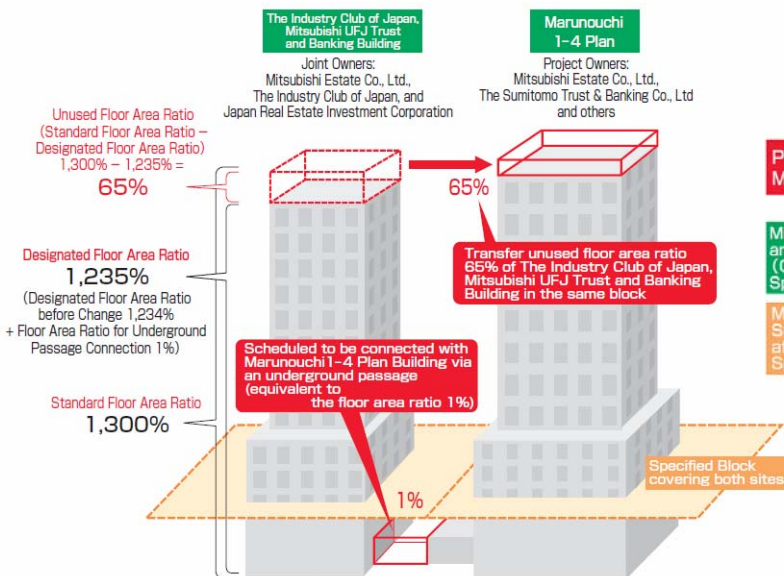 The Industry Club of Japan,
Mitsubishi UFJ Trust
and Banking Building
Joint Owners:
Mitsubishi Estate Co., Ltd.,
The Industry Club of Japan, and
Japan Real Estate Investment Corporation
Marunouchi
1-4 Plan
Project Owners:
Mitsubishi Estate Co., Ltd.,
The Sumitomo Trust & Banking Co., Ltd
and others
Unused Floor Area Ratio
(Standard Floor Area Ratio –
Designated Floor Area Ratio)
1,300% – 1,235% =
65%
65%
Transfer unused floor area ratio
65% of The Industry Club of Japan,
Mitsubishi UFJ Trust and Banking
Building in the same block
Designated Floor Area Ratio
1,235%
(Designated Floor Area Ratio
before Change 1,234%
+ Floor Area Ratio for Underground
Passage Connection 1%)
Scheduled to be connected with
Marunouchi1-4 Plan Building via
an underground passage
(equivalent to
the floor area ratio 1%)
Standard Floor Area Ratio
1,300%
1%
Specified Block
covering both sites